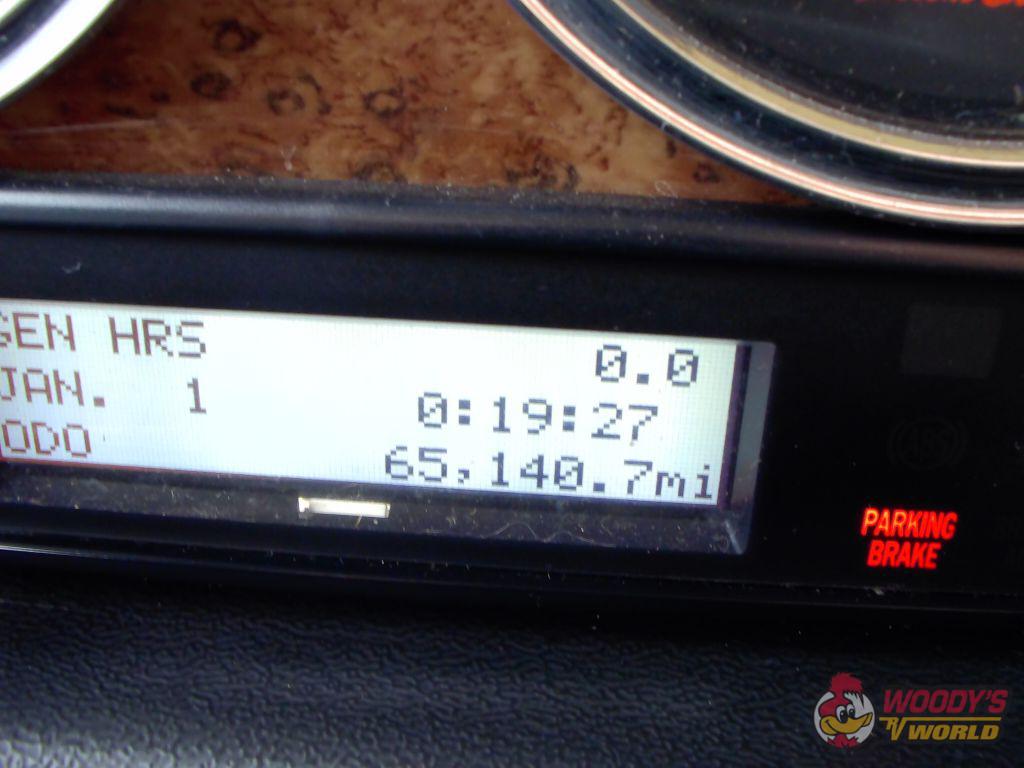 GEN HRS 0.0
JAN. 1 0:19:27
ODO 65,140.7mi
PARKING
BRAKE
WOODY'S
RV WORLD